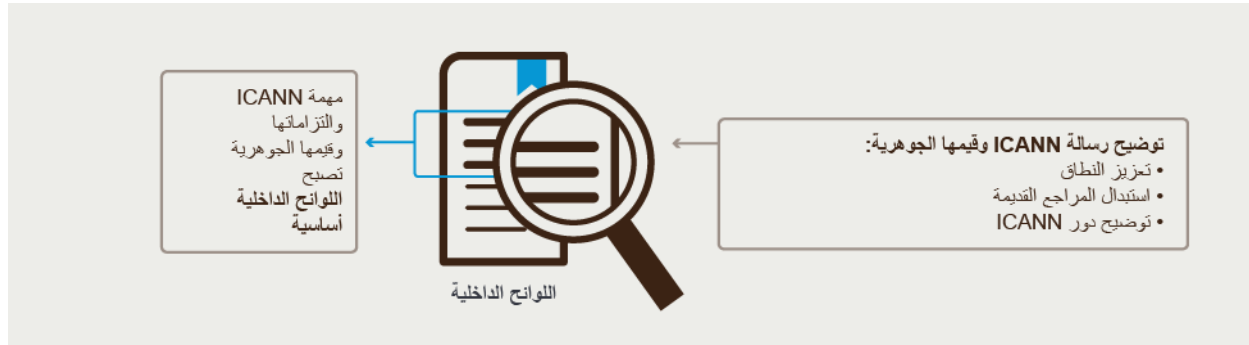 توضيح رسالة ICANN وقيمها الجوهرية:
• تعزيز النطاق
• استبدال المراجع القديمة
• توضيح دور ICANN
اللوائح الداخلية
مهمة ICANN
والتزاماتها
وقيمها الجوهرية
تصبح
اللوائح الداخلية
أساسية